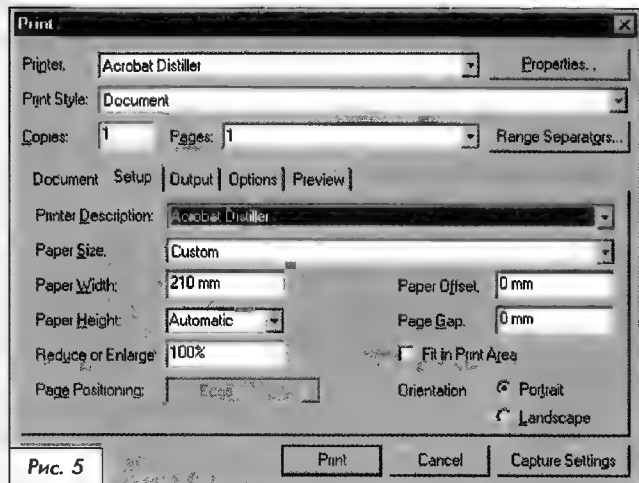 Print
Printer: Acrobat Distiller Properties...
Print Style: Document
Copies: 1 Pages: 1 Range Separators...
Document Setup Output Options Preview
Printer Description: Acrobat Distiller
Paper Size: Custom
Paper Width: 210 mm Paper Offset: 0 mm
Paper Height: Automatic Page Gap: 0 mm
Reduce or Enlarge: 100% Fit in Print Area
Page Positioning: Orientation Portrait
Landscape
Рис. 5 Print Cancel Capture Settings